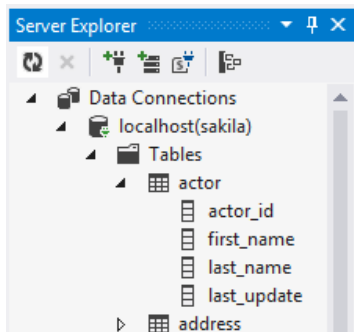 Server Explorer
Data Connections
localhost(sakila)
Tables
actor
actor_id
first_name
last_name
last_update
address